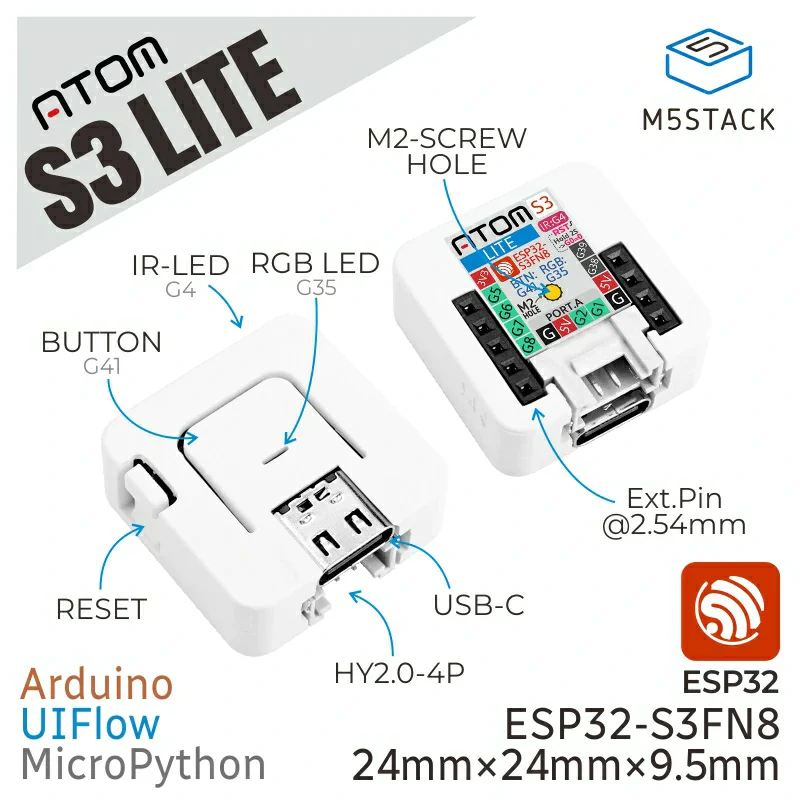 ATOM
S3 LITE
M5STACK
M2-SCREW
HOLE
IR-LED
G4
RGB LED
G35
BUTTON
G41
ATOM S3
LITE
IR:G4
RST
Hold 2S
->G0=0
ESP32-
S3FN8
BTN: RGB:
G41 G35
M2
HOLE
PORT.A
3V3
G5
G6
G7
G8
G
5V
G2
G1
G39
G38
5V
G
Ext.Pin
@2.54mm
RESET
USB-C
HY2.0-4P
Arduino
UIFlow
MicroPython
ESP32
ESP32-S3FN8
24mm×24mm×9.5mm